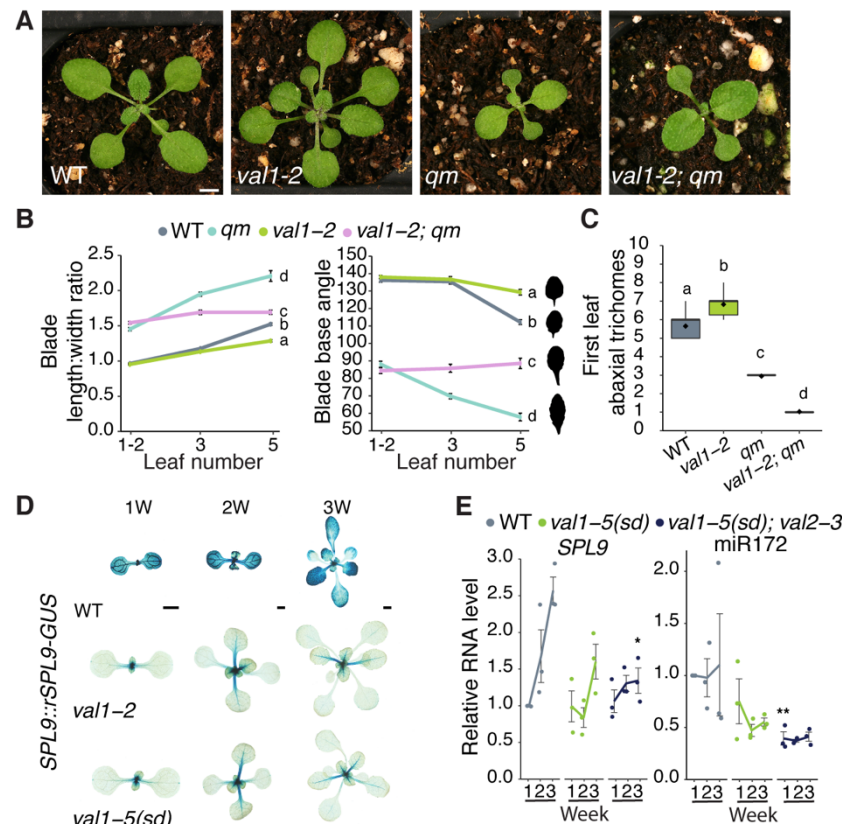 A
WT
val1-2
qm
val1-2; qm
B
WT qm val1–2 val1–2; qm
Blade
length:width ratio
2.5
2.0
1.5
1.0
0.5
0.0
d
c
b
a
1-2 3 5
Leaf number
Blade base angle
140
130
120
110
100
90
80
70
60
50
a
b
c
d
1-2 3 5
Leaf number
C
First leaf
abaxial trichomes
10
9
8
7
6
5
4
3
2
1
0
a
b
c
d
WT
val1–2
qm
val1–2; qm
D
1W 2W 3W
SPL9::rSPL9-GUS
WT
val1–2
val1–5(sd)
E
WT val1–5(sd) val1–5(sd); val2–3
SPL9 miR172
Relative RNA level
3.0
2.5
2.0
1.5
1.0
0.5
0.0
*
123 123 123
Week
2.0
1.5
1.0
0.5
0.0
**
123 123 123
Week